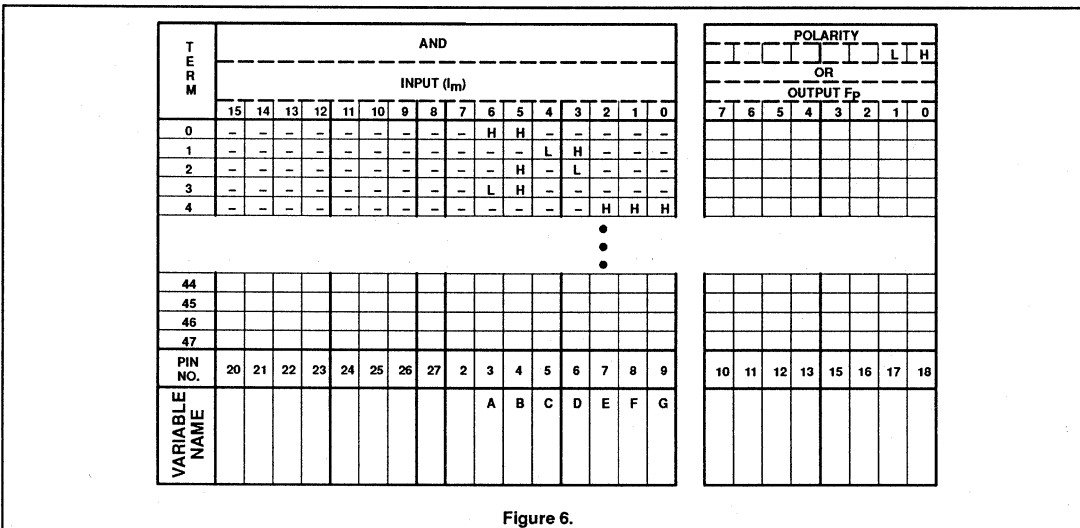 TERM
AND
INPUT (Im)
15 14 13 12 11 10 9 8 7 6 5 4 3 2 1 0
0 – – – – – – – – – H H – – – – –
1 – – – – – – – – – – – L H – – –
2 – – – – – – – – – – H – L – – –
3 – – – – – – – – – L H – – – – –
4 – – – – – – – – – – – – – H H H
44
45
46
47
PIN NO. 20 21 22 23 24 25 26 27 2 3 4 5 6 7 8 9
VARIABLE NAME A B C D E F G
POLARITY
L H
OR
OUTPUT Fp
7 6 5 4 3 2 1 0
10 11 12 13 15 16 17 18
Figure 6.